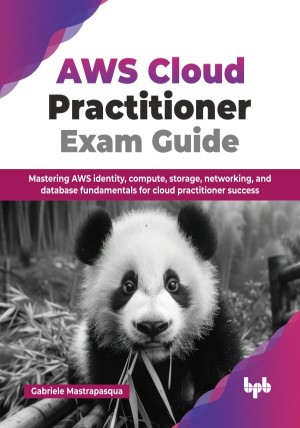 AWS Cloud
Practitioner
Exam Guide
Mastering AWS identity, compute, storage, networking, and
database fundamentals for cloud practitioner success
Gabriele Mastrapasqua
bpb